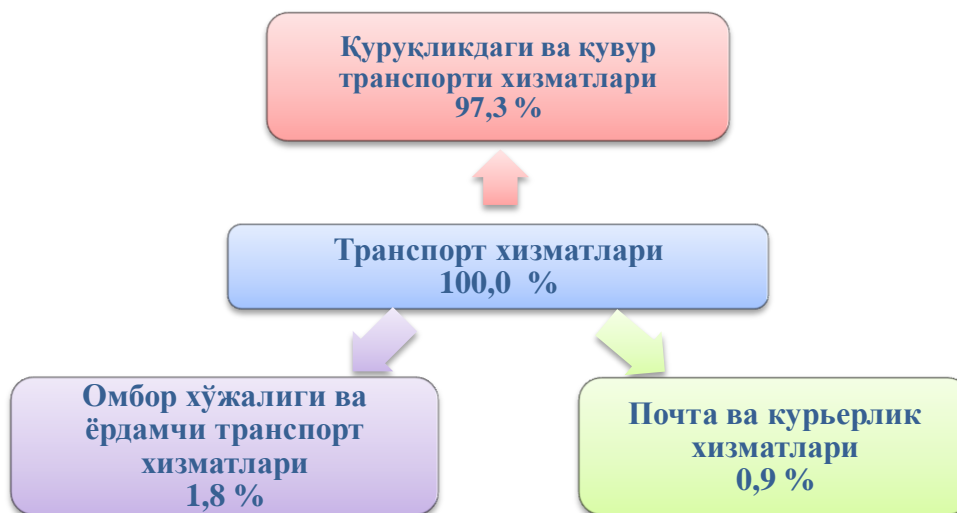 Қуруқликдаги ва қувур
транспорти хизматлари
97,3 %
Транспорт хизматлари
100,0 %
Омбор хўжалиги ва
ёрдамчи транспорт
хизматлари
1,8 %
Почта ва курьерлик
хизматлари
0,9 %